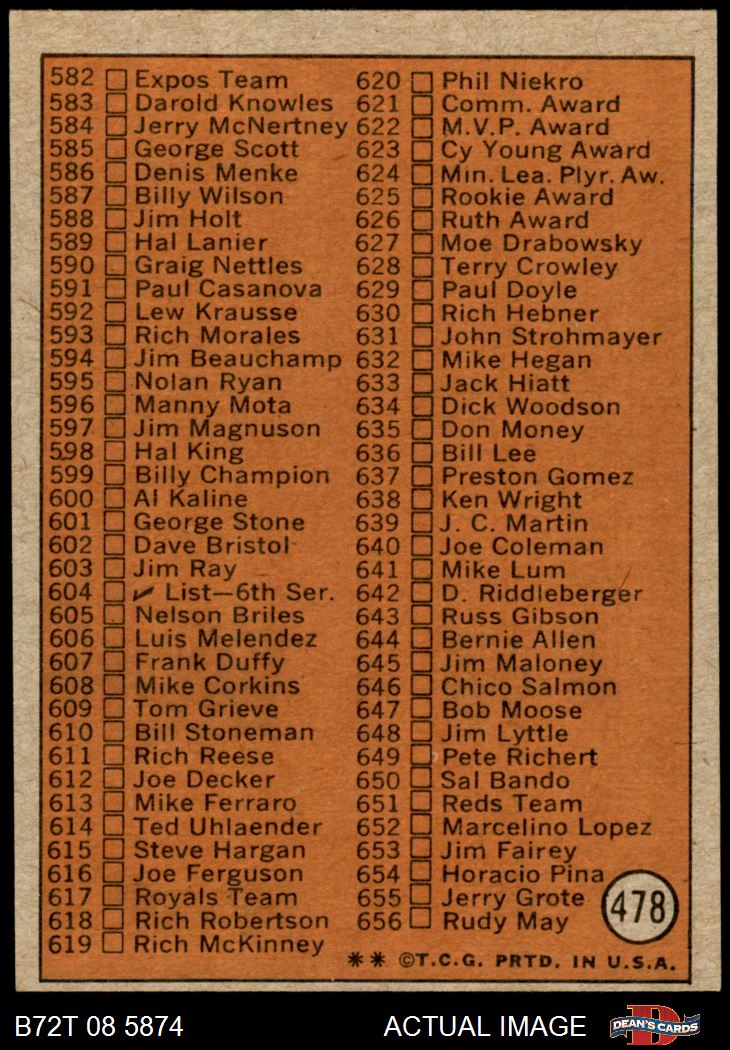 582 Expos Team
583 Darold Knowles
584 Jerry McNertney
585 George Scott
586 Denis Menke
587 Billy Wilson
588 Jim Holt
589 Hal Lanier
590 Graig Nettles
591 Paul Casanova
592 Lew Krausse
593 Rich Morales
594 Jim Beauchamp
595 Nolan Ryan
596 Manny Mota
597 Jim Magnuson
598 Hal King
599 Billy Champion
600 Al Kaline
601 George Stone
602 Dave Bristol
603 Jim Ray
604 ✔ List—6th Ser.
605 Nelson Briles
606 Luis Melendez
607 Frank Duffy
608 Mike Corkins
609 Tom Grieve
610 Bill Stoneman
611 Rich Reese
612 Joe Decker
613 Mike Ferraro
614 Ted Uhlaender
615 Steve Hargan
616 Joe Ferguson
617 Royals Team
618 Rich Robertson
619 Rich McKinney
620 Phil Niekro
621 Comm. Award
622 M.V.P. Award
623 Cy Young Award
624 Min. Lea. Plyr. Aw.
625 Rookie Award
626 Ruth Award
627 Moe Drabowsky
628 Terry Crowley
629 Paul Doyle
630 Rich Hebner
631 John Strohmayer
632 Mike Hegan
633 Jack Hiatt
634 Dick Woodson
635 Don Money
636 Bill Lee
637 Preston Gomez
638 Ken Wright
639 J. C. Martin
640 Joe Coleman
641 Mike Lum
642 D. Riddleberger
643 Russ Gibson
644 Bernie Allen
645 Jim Maloney
646 Chico Salmon
647 Bob Moose
648 Jim Lyttle
649 Pete Richert
650 Sal Bando
651 Reds Team
652 Marcelino Lopez
653 Jim Fairey
654 Horacio Pina
655 Jerry Grote
656 Rudy May
478
** ©T.C.G. PRTD. IN U.S.A.
B72T 08 5874
ACTUAL IMAGE
D
DEAN'S CARDS